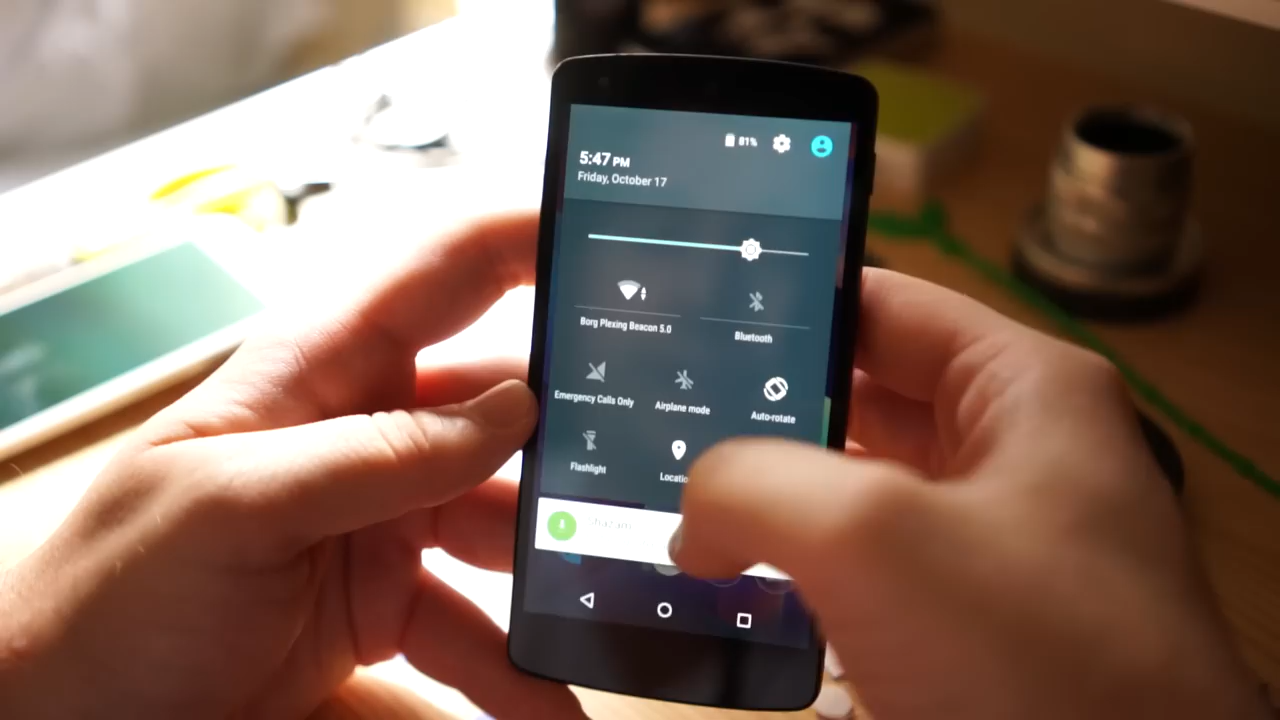 81%
5:47 PM
Friday, October 17
Borg Plexing Beacon 5.0
Bluetooth
Emergency Calls Only
Airplane mode
Auto-rotate
Flashlight